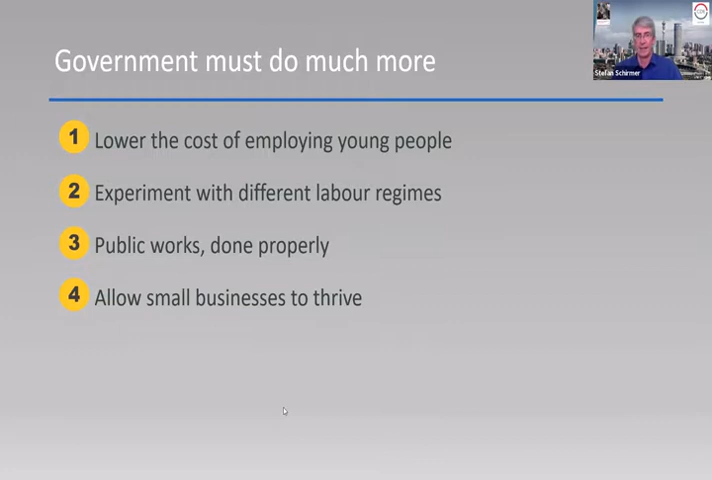 Government must do much more
Stefan Schirmer
1 Lower the cost of employing young people
2 Experiment with different labour regimes
3 Public works, done properly
4 Allow small businesses to thrive